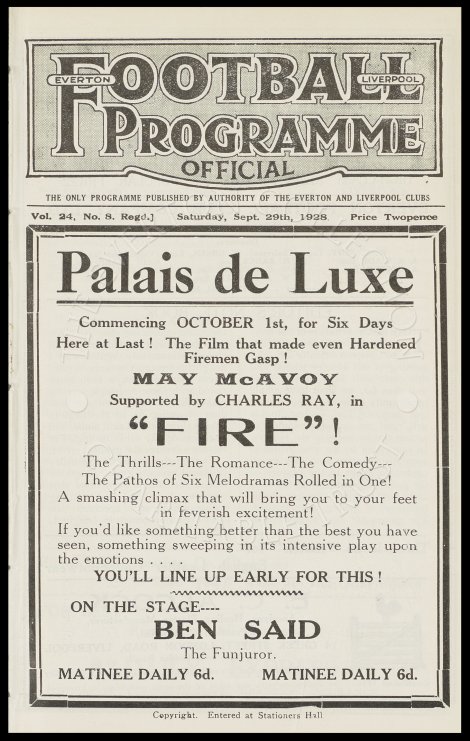 FOOTBALL
EVERTON
LIVERPOOL
PROGRAMME
OFFICIAL
THE ONLY PROGRAMME PUBLISHED BY AUTHORITY OF THE EVERTON AND LIVERPOOL CLUBS
Vol. 24, No. 8. Regd.] Saturday, Sept. 29th, 1928. Price Twopence
Palais de Luxe
Commencing OCTOBER 1st, for Six Days
Here at Last! The Film that made even Hardened
Firemen Gasp!
MAY McAVOY
Supported by CHARLES RAY, in
"FIRE"!
The Thrills---The Romance---The Comedy---
The Pathos of Six Melodramas Rolled in One!
A smashing climax that will bring you to your feet
in feverish excitement!
If you'd like something better than the best you have
seen, something sweeping in its intensive play upon
the emotions . . . .
YOU'LL LINE UP EARLY FOR THIS!
ON THE STAGE----
BEN SAID
The Funjuror.
MATINEE DAILY 6d. MATINEE DAILY 6d.
Copyright. Entered at Stationers Hall